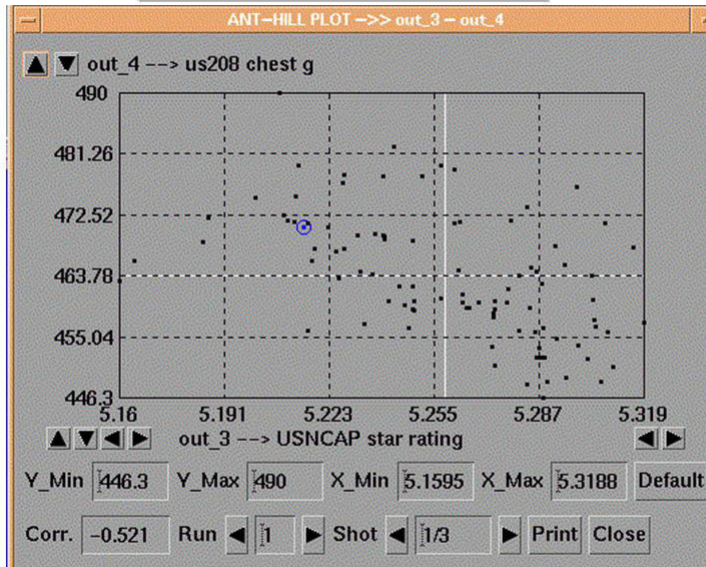 ANT-HILL PLOT ->> out_3 - out_4
out_4 --> us208 chest g
490
481.26
472.52
463.78
455.04
446.3
5.16 5.191 5.223 5.255 5.287 5.319
out_3 --> USNCAP star rating
Y_Min 446.3 Y_Max 490 X_Min 5.1595 X_Max 5.3188 Default
Corr. -0.521 Run 1 Shot 1/3 Print Close